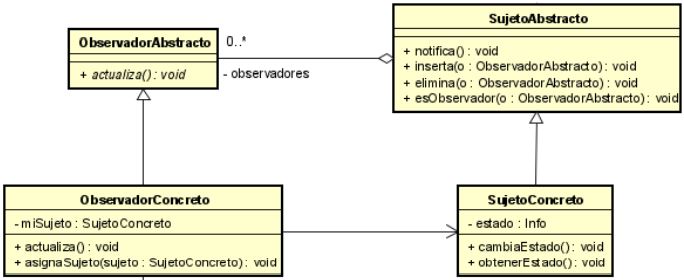 ObservadorAbstracto
+ actualiza() : void
0..*
- observadores
SujetoAbstracto
+ notifica() : void
+ inserta(o : ObservadorAbstracto) : void
+ elimina(o : ObservadorAbstracto) : void
+ esObservador(o : ObservadorAbstracto) : void
ObservadorConcreto
- miSujeto : SujetoConcreto
+ actualiza() : void
+ asignaSujeto(sujeto : SujetoConcreto) : void
SujetoConcreto
- estado : Info
+ cambiaEstado() : void
+ obtenerEstado() : void